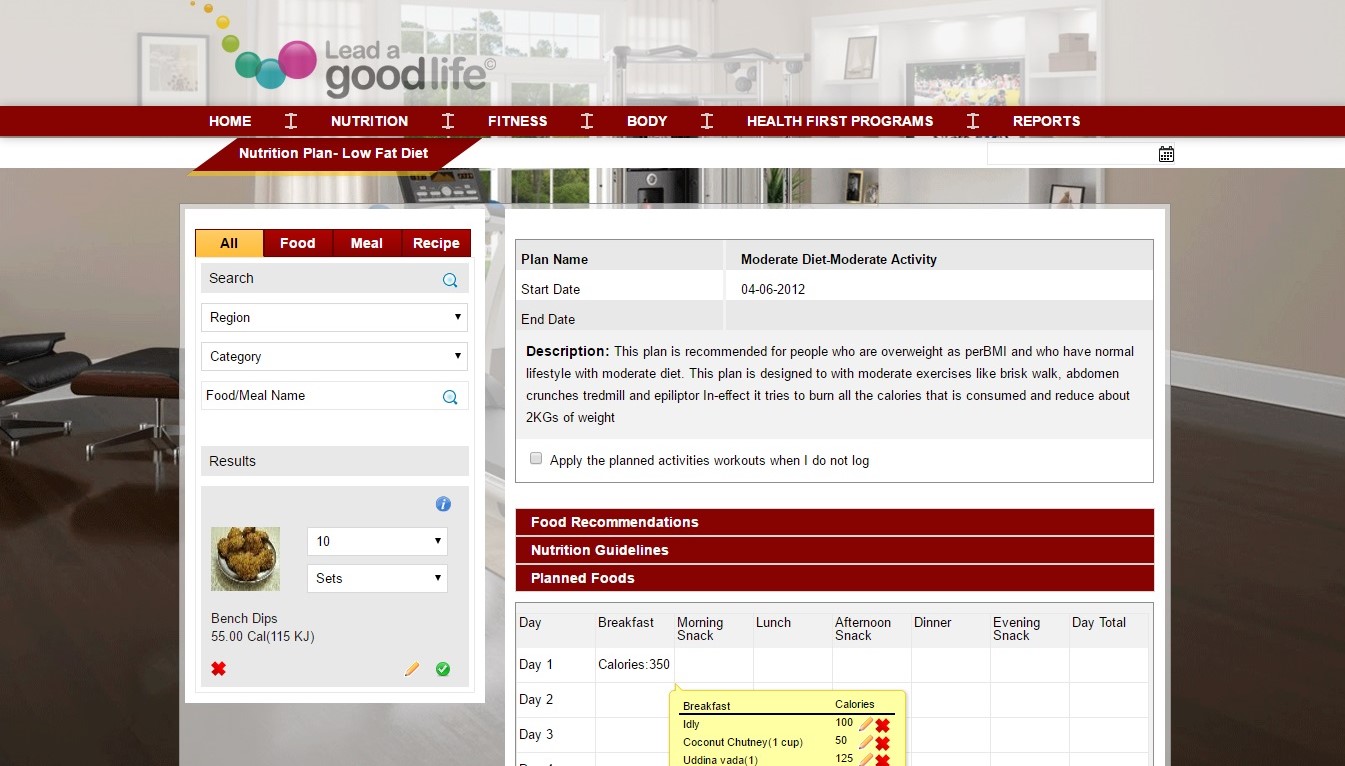 Lead a
goodlife©
HOME NUTRITION FITNESS BODY HEALTH FIRST PROGRAMS REPORTS
Nutrition Plan- Low Fat Diet
All Food Meal Recipe
Search
Region
Category
Food/Meal Name
Results
10
Sets
Bench Dips
55.00 Cal(115 KJ)
Plan Name Moderate Diet-Moderate Activity
Start Date 04-06-2012
End Date
Description: This plan is recommended for people who are overweight as perBMI and who have normal
lifestyle with moderate diet. This plan is designed to with moderate exercises like brisk walk, abdomen
crunches tredmill and epiliptor In-effect it tries to burn all the calories that is consumed and reduce about
2KGs of weight
Apply the planned activities workouts when I do not log
Food Recommendations
Nutrition Guidelines
Planned Foods
Day Breakfast Morning Snack Lunch Afternoon Snack Dinner Evening Snack Day Total
Day 1 Calories:350
Day 2
Day 3
Breakfast Calories
Idly 100
Coconut Chutney(1 cup) 50
Uddina vada(1) 125